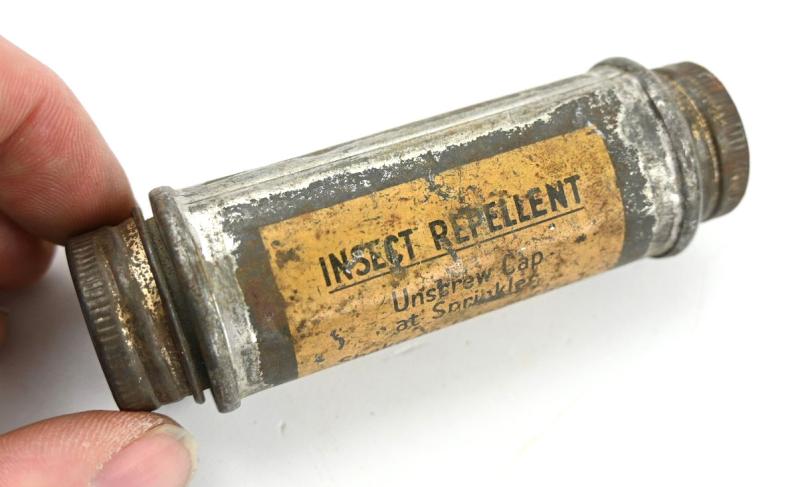 INSECT REPELLENT
Unscrew Cap
at Sprinkler